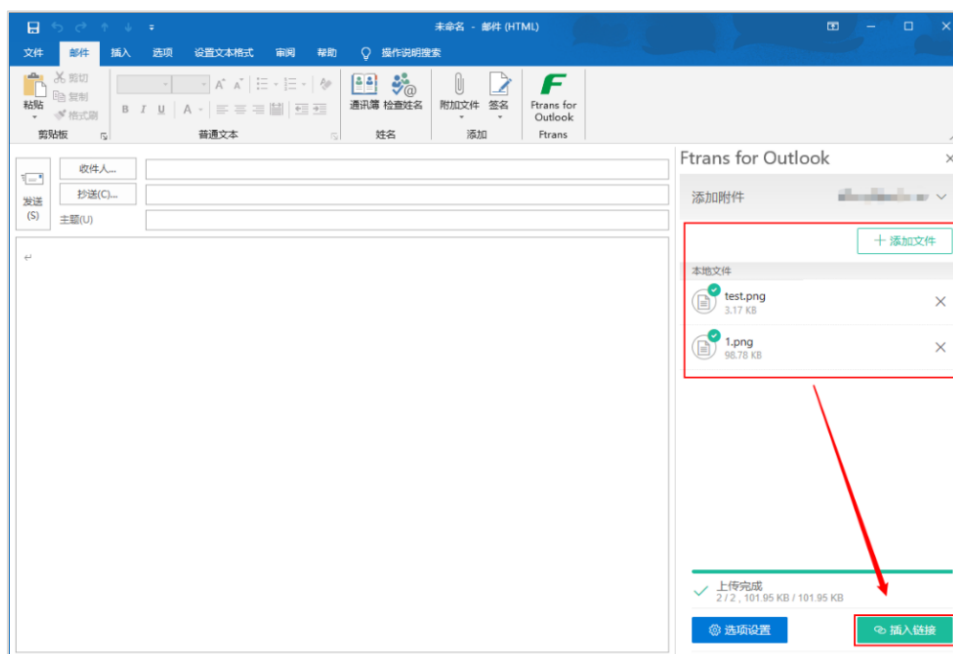 未命名 - 邮件 (HTML)
文件 邮件 插入 选项 设置文本格式 审阅 帮助 操作说明搜索
粘贴
剪切
复制
格式刷
剪贴板
B I U A
普通文本
通讯簿 检查姓名
姓名
附加文件 签名
添加
Ftrans for
Outlook
Ftrans
发送
(S)
收件人...
抄送(C)...
主题(U)
Ftrans for Outlook
添加附件
添加文件
本地文件
test.png
3.17 KB
1.png
98.78 KB
上传完成
2 / 2 , 101.95 KB / 101.95 KB
选项设置
插入链接